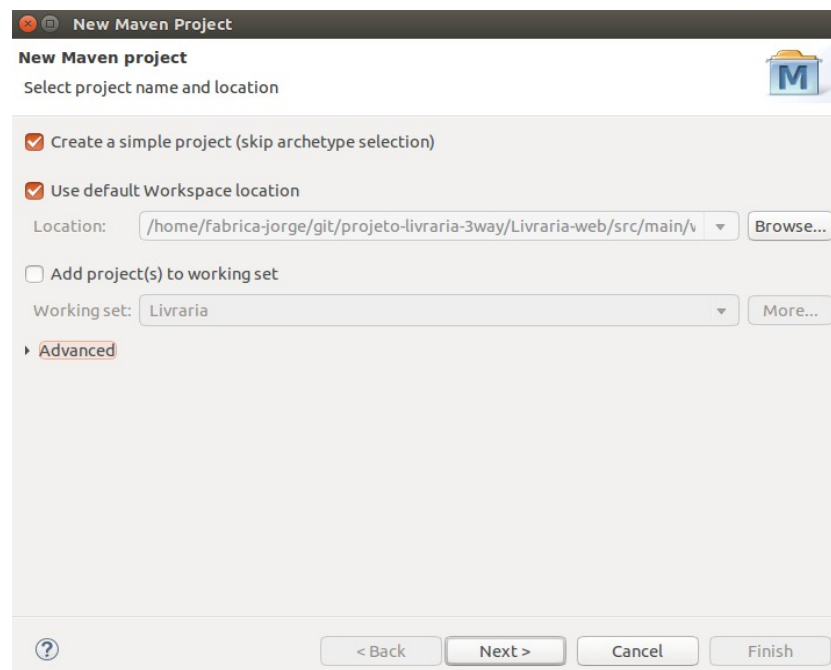 New Maven Project
New Maven project
Select project name and location
M
Create a simple project (skip archetype selection)
Use default Workspace location
Location: /home/fabrica-jorge/git/projeto-livraria-3way/Livraria-web/src/main/ Browse...
Add project(s) to working set
Working set: Livraria More...
Advanced
? < Back Next > Cancel Finish